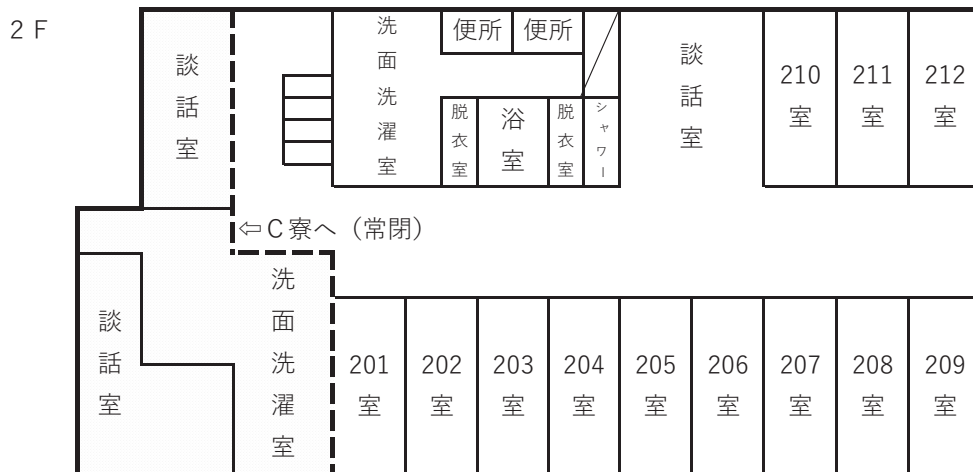 ２Ｆ
談話室
洗面洗濯室
便所
便所
脱衣室
浴室
脱衣室
シャワー
談話室
210
室
211
室
212
室
⇦Ｃ寮へ（常閉）
談話室
洗面洗濯室
201
室
202
室
203
室
204
室
205
室
206
室
207
室
208
室
209
室